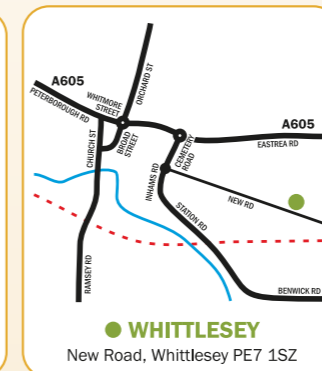 A605
PETERBOROUGH RD
WHITMORE
STREET
ORCHARD ST
CHURCH ST
BROAD
STREET
CEMETERY
ROAD
A605
EASTREA RD
INHAMS RD
NEW RD
STATION RD
RAMSEY RD
BENWICK RD
WHITTLESEY
New Road, Whittlesey PE7 1SZ